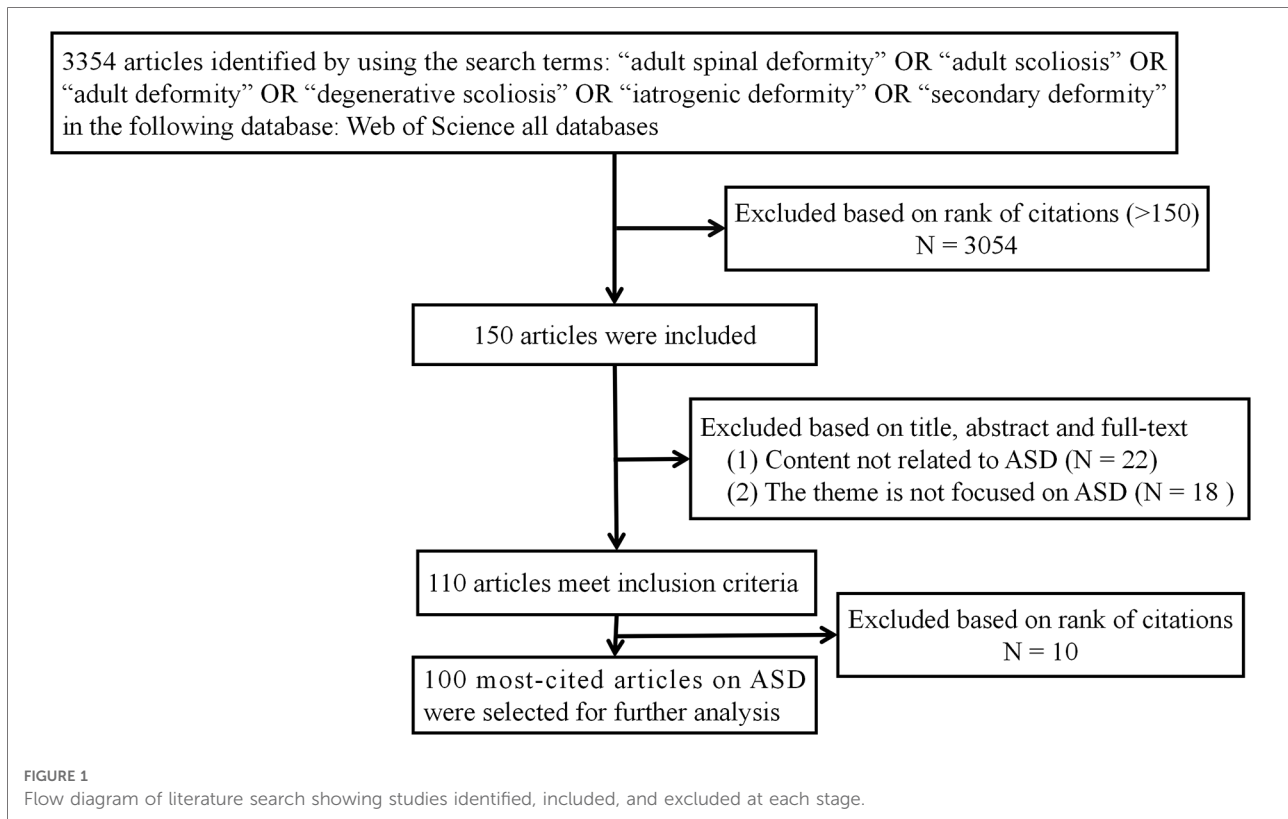 3354 articles identified by using the search terms: “adult spinal deformity” OR “adult scoliosis” OR
“adult deformity” OR “degenerative scoliosis” OR “iatrogenic deformity” OR “secondary deformity”
in the following database: Web of Science all databases
Excluded based on rank of citations (>150)
N = 3054
150 articles were included
Excluded based on title, abstract and full-text
(1) Content not related to ASD (N = 22)
(2) The theme is not focused on ASD (N = 18 )
110 articles meet inclusion criteria
Excluded based on rank of citations
N = 10
100 most-cited articles on ASD
were selected for further analysis
FIGURE 1
Flow diagram of literature search showing studies identified, included, and excluded at each stage.